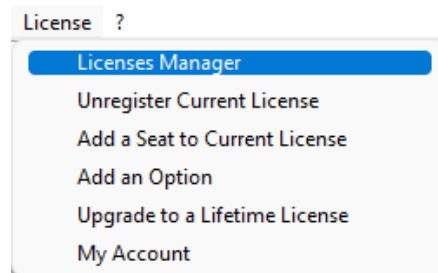 License ?
Licenses Manager
Unregister Current License
Add a Seat to Current License
Add an Option
Upgrade to a Lifetime License
My Account